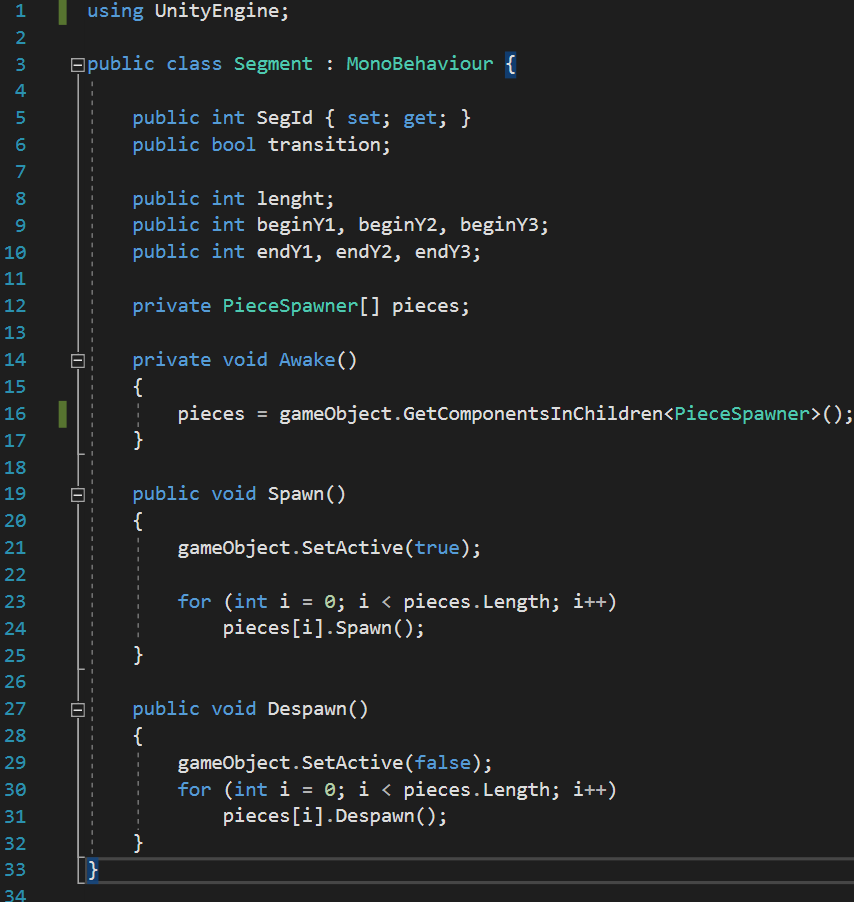 1 using UnityEngine;
2
3 public class Segment : MonoBehaviour {
4
5 public int SegId { set; get; }
6 public bool transition;
7
8 public int lenght;
9 public int beginY1, beginY2, beginY3;
10 public int endY1, endY2, endY3;
11
12 private PieceSpawner[] pieces;
13
14 private void Awake()
15 {
16 pieces = gameObject.GetComponentsInChildren<PieceSpawner>();
17 }
18
19 public void Spawn()
20 {
21 gameObject.SetActive(true);
22
23 for (int i = 0; i < pieces.Length; i++)
24 pieces[i].Spawn();
25 }
26
27 public void Despawn()
28 {
29 gameObject.SetActive(false);
30 for (int i = 0; i < pieces.Length; i++)
31 pieces[i].Despawn();
32 }
33 }
34